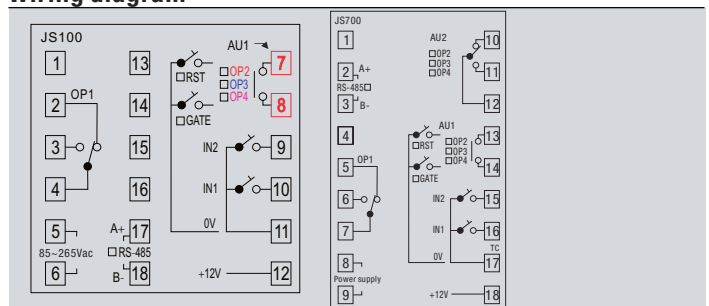 Wiring diagram
JS100
AU1
1
13
7
□RST
□OP2
□OP3
□OP4
2
OP1
14
8
□GATE
3
15
IN2
9
4
16
IN1
10
5
A+
17
0V
11
85~265Vac
□RS-485
6
B-
18
+12V
12
JS700
1
AU2
10
□OP2
□OP3
□OP4
2
A+
11
RS-485□
3
B-
12
4
AU1
13
□RST
□OP2
□OP3
□OP4
5
OP1
14
□GATE
6
IN2
15
7
IN1
16
TC
8
0V
17
Power supply
9
+12V
18